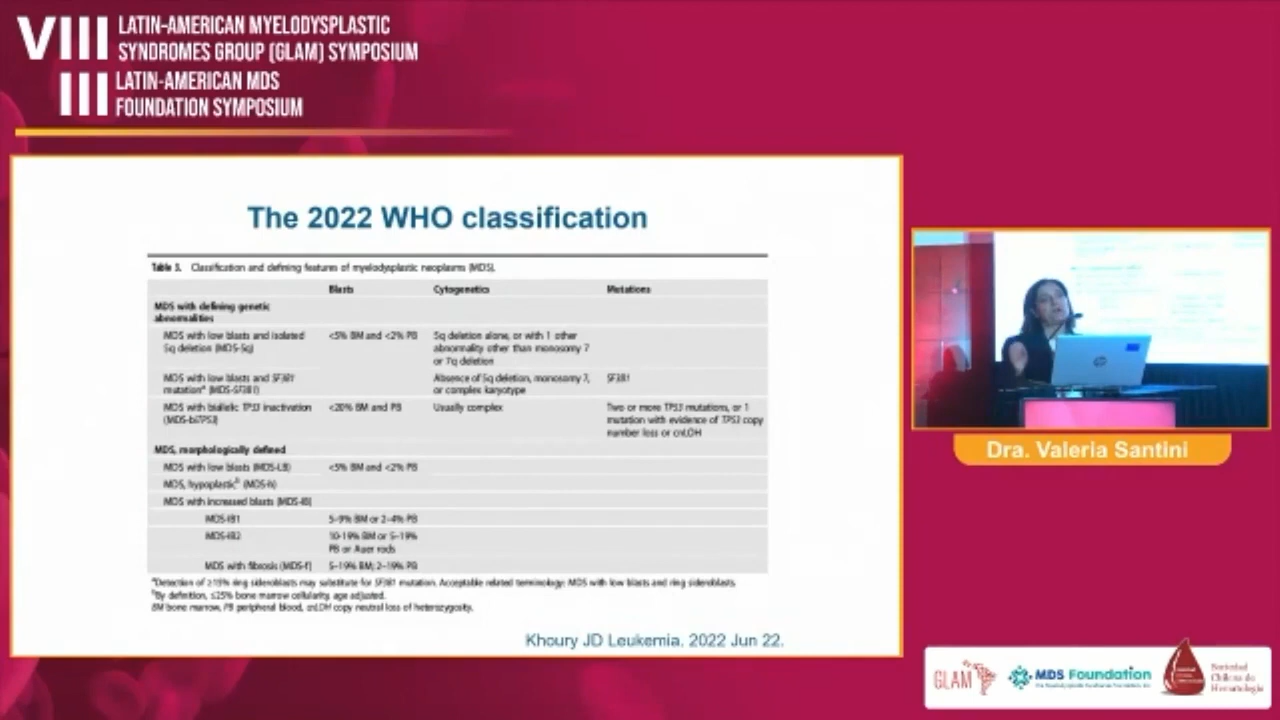 VIII LATIN-AMERICAN MYELODYSPLASTIC
SYNDROMES GROUP (GLAM) SYMPOSIUM
III LATIN-AMERICAN MDS
FOUNDATION SYMPOSIUM
The 2022 WHO classification
Table 3. Classification and defining features of myelodysplastic neoplasms (MDS).
Blasts Cytogenetics Mutations
MDS with defining genetic
abnormalities
MDS with low blasts and isolated <5% BM and <2% PB 5q deletion alone, or with 1 other
5q deletion (MDS-5q) abnormality other than monosomy 7
or 7q deletion
MDS with low blasts and SF3B1 Absence of 5q deletion, monosomy 7, SF3B1
mutationᵃ (MDS-SF3B1) or complex karyotype
MDS with biallelic TP53 inactivation <20% BM and PB Usually complex Two or more TP53 mutations, or 1
(MDS-biTP53) mutation with evidence of TP53 copy
number loss or cnLOH
MDS, morphologically defined
MDS with low blasts (MDS-LB) <5% BM and <2% PB
MDS, hypoplasticᵇ (MDS-h)
MDS with increased blasts (MDS-IB)
MDS-IB1 5–9% BM or 2–4% PB
MDS-IB2 10-19% BM or 5–19%
PB or Auer rods
MDS with fibrosis (MDS-f) 5–19% BM; 2–19% PB
ᵃDetection of ≥15% ring sideroblasts may substitute for SF3B1 mutation. Acceptable related terminology: MDS with low blasts and ring sideroblasts.
ᵇBy definition, ≤25% bone marrow cellularity, age adjusted.
BM bone marrow, PB peripheral blood, cnLOH copy neutral loss of heterozygosity.
Khoury JD Leukemia. 2022 Jun 22.
hp
Dra. Valeria Santini
GLAM
MDS Foundation
Sociedad
Chilena de
Hematología